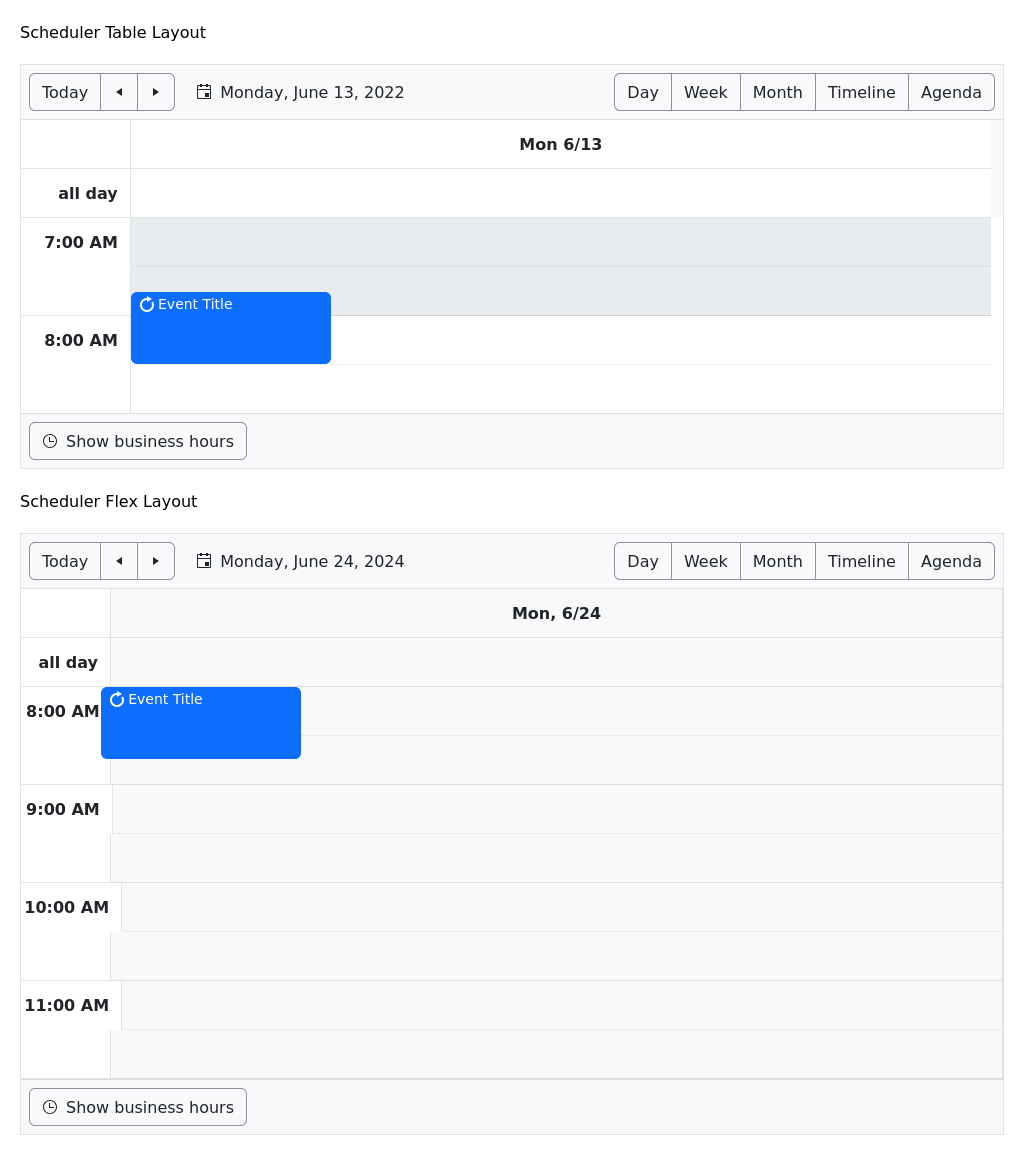 Scheduler Table Layout
Today Monday, June 13, 2022 Day Week Month Timeline Agenda
Mon 6/13
all day
7:00 AM
Event Title
8:00 AM
Show business hours
Scheduler Flex Layout
Today Monday, June 24, 2024 Day Week Month Timeline Agenda
Mon, 6/24
all day
Event Title
8:00 AM
9:00 AM
10:00 AM
11:00 AM
Show business hours